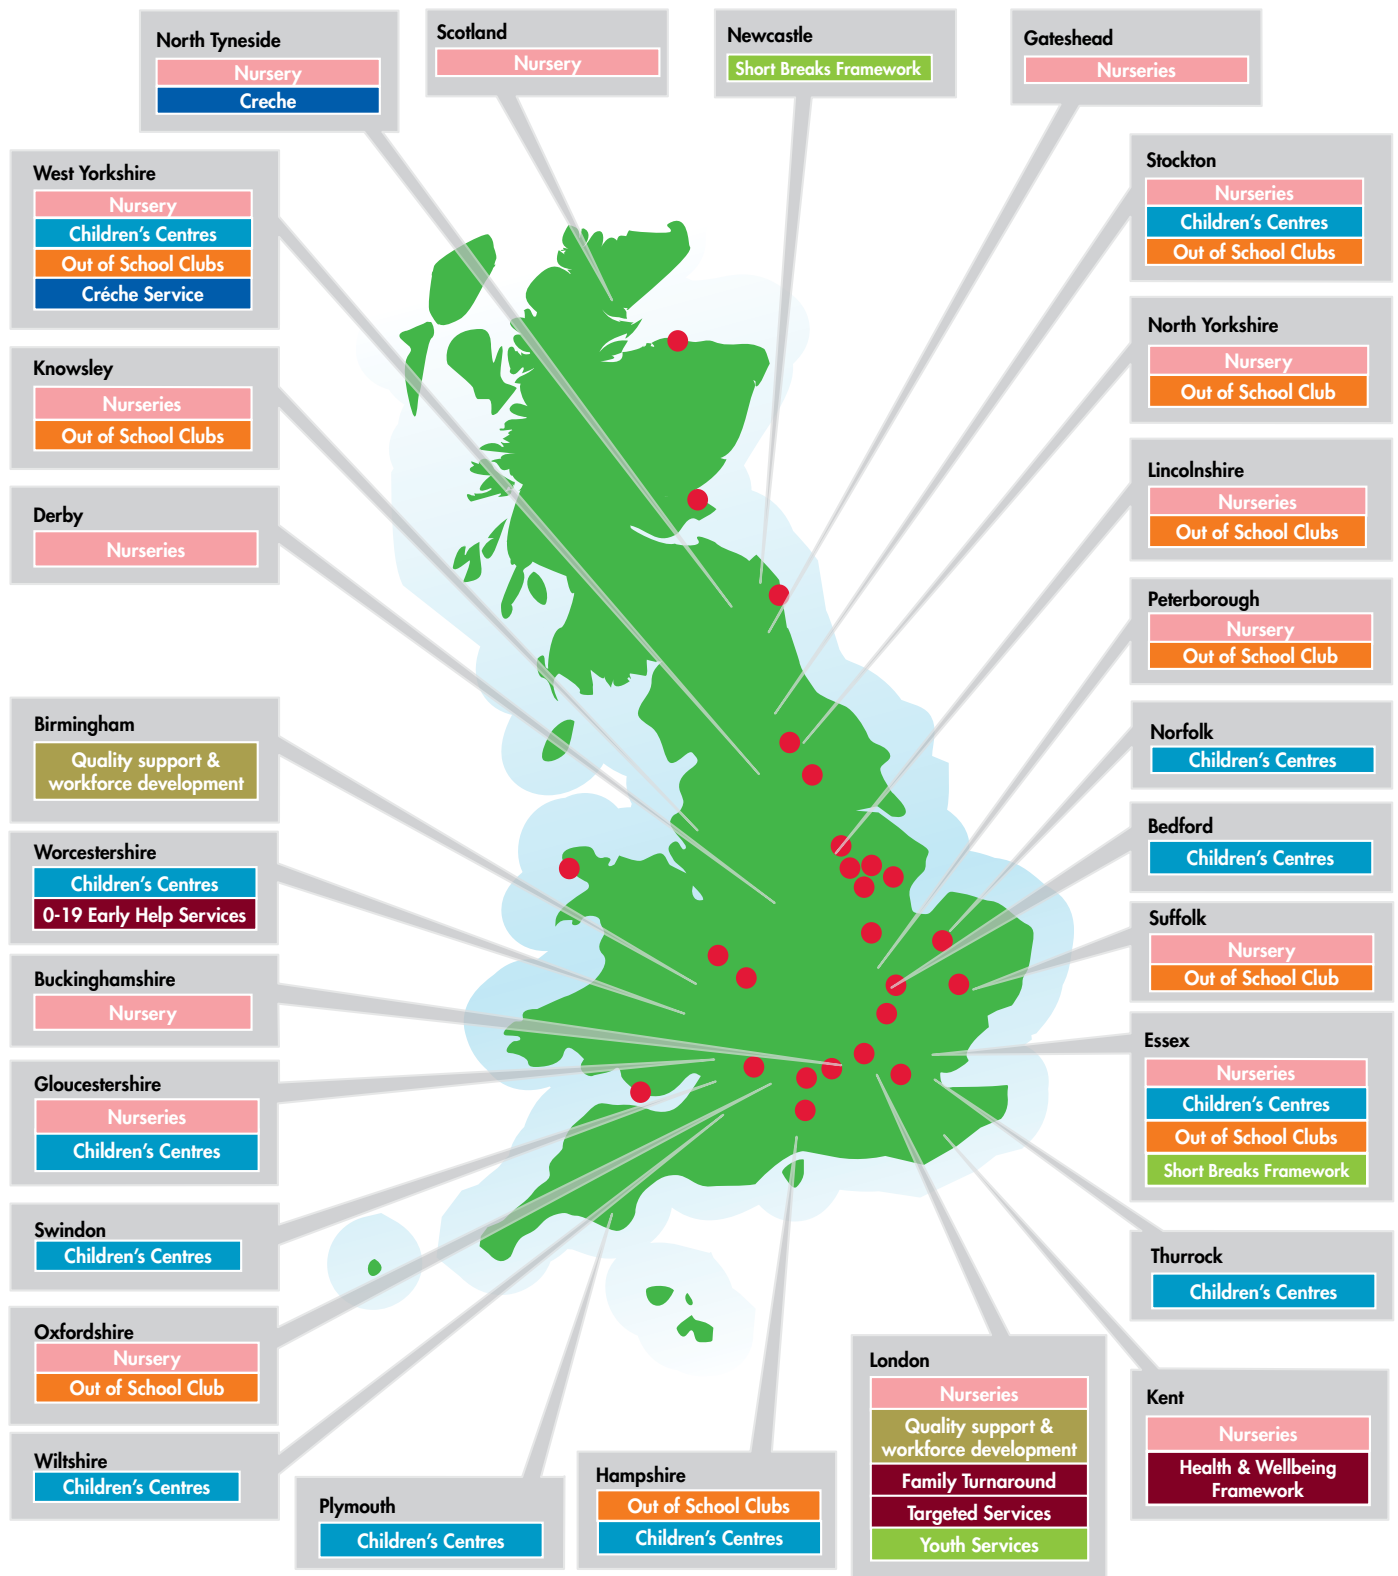 North Tyneside
Nursery
Creche
Scotland
Nursery
Newcastle
Short Breaks Framework
Gateshead
Nurseries
West Yorkshire
Nursery
Children's Centres
Out of School Clubs
Créche Service
Knowsley
Nurseries
Out of School Clubs
Derby
Nurseries
Birmingham
Quality support &
workforce development
Worcestershire
Children's Centres
0-19 Early Help Services
Buckinghamshire
Nursery
Gloucestershire
Nurseries
Children's Centres
Swindon
Children's Centres
Oxfordshire
Nursery
Out of School Club
Wiltshire
Children's Centres
Plymouth
Children's Centres
Hampshire
Out of School Clubs
Children's Centres
London
Nurseries
Quality support &
workforce development
Family Turnaround
Targeted Services
Youth Services
Stockton
Nurseries
Children's Centres
Out of School Clubs
North Yorkshire
Nursery
Out of School Club
Lincolnshire
Nurseries
Out of School Clubs
Peterborough
Nursery
Out of School Club
Norfolk
Children's Centres
Bedford
Children's Centres
Suffolk
Nursery
Out of School Club
Essex
Nurseries
Children's Centres
Out of School Clubs
Short Breaks Framework
Thurrock
Children's Centres
Kent
Nurseries
Health & Wellbeing
Framework